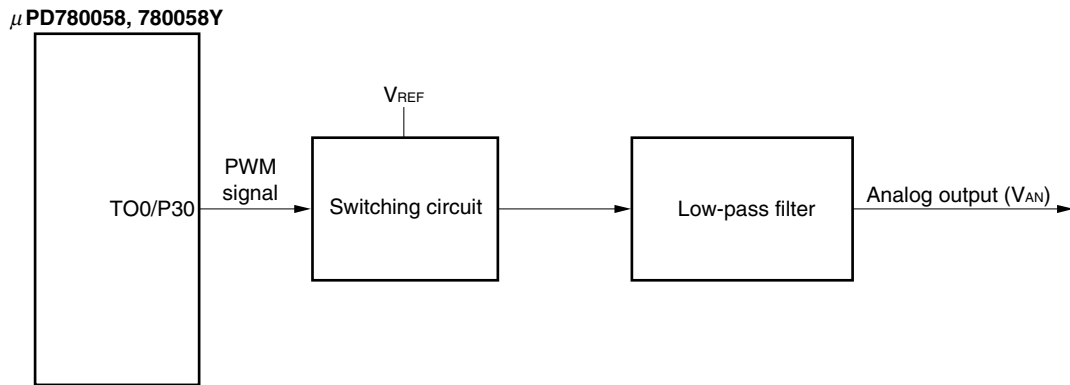 μPD780058, 780058Y
VREF
PWM
signal
TO0/P30
Switching circuit
Low-pass filter
Analog output (VAN)